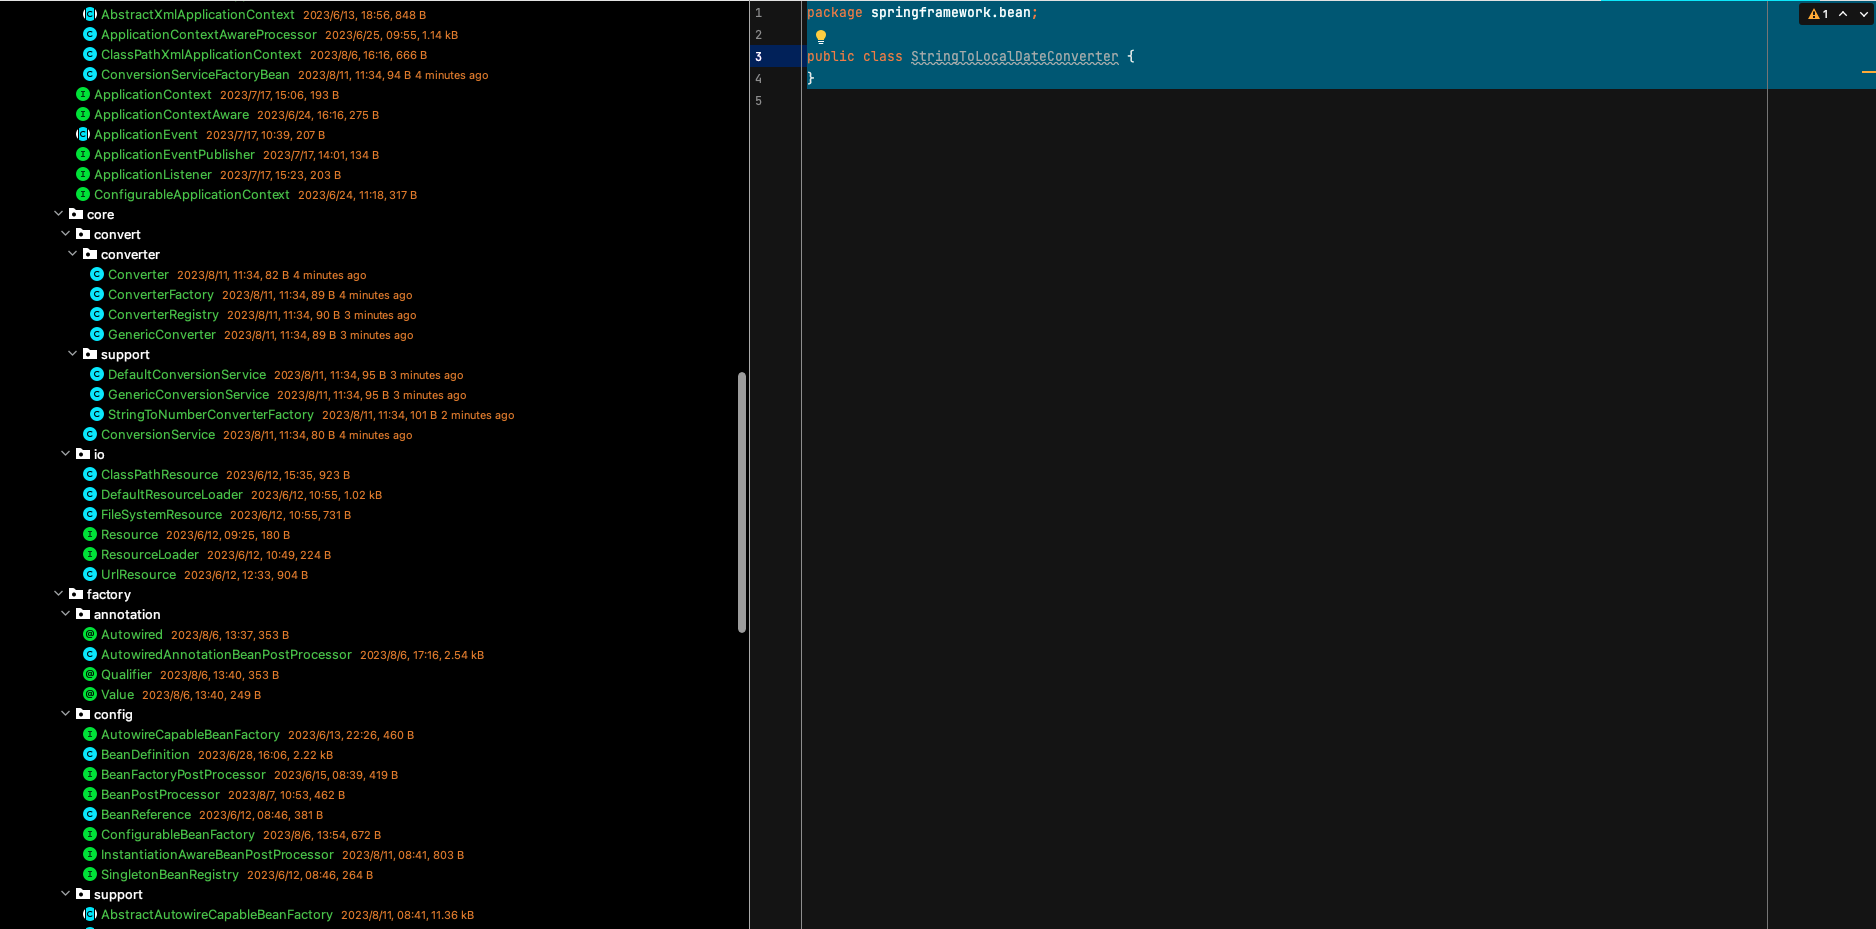 AbstractXmlApplicationContext 2023/6/13, 18:56, 848 B
ApplicationContextAwareProcessor 2023/6/25, 09:55, 1.14 kB
ClassPathXmlApplicationContext 2023/8/6, 16:16, 666 B
ConversionServiceFactoryBean 2023/8/11, 11:34, 94 B 4 minutes ago
ApplicationContext 2023/7/17, 15:06, 193 B
ApplicationContextAware 2023/6/24, 16:16, 275 B
ApplicationEvent 2023/7/17, 10:39, 207 B
ApplicationEventPublisher 2023/7/17, 14:01, 134 B
ApplicationListener 2023/7/17, 15:23, 203 B
ConfigurableApplicationContext 2023/6/24, 11:18, 317 B
core
convert
converter
Converter 2023/8/11, 11:34, 82 B 4 minutes ago
ConverterFactory 2023/8/11, 11:34, 89 B 4 minutes ago
ConverterRegistry 2023/8/11, 11:34, 90 B 3 minutes ago
GenericConverter 2023/8/11, 11:34, 89 B 3 minutes ago
support
DefaultConversionService 2023/8/11, 11:34, 95 B 3 minutes ago
GenericConversionService 2023/8/11, 11:34, 95 B 3 minutes ago
StringToNumberConverterFactory 2023/8/11, 11:34, 101 B 2 minutes ago
ConversionService 2023/8/11, 11:34, 80 B 4 minutes ago
io
ClassPathResource 2023/6/12, 15:35, 923 B
DefaultResourceLoader 2023/6/12, 10:55, 1.02 kB
FileSystemResource 2023/6/12, 10:55, 731 B
Resource 2023/6/12, 09:25, 180 B
ResourceLoader 2023/6/12, 10:49, 224 B
UrlResource 2023/6/12, 12:33, 904 B
factory
annotation
Autowired 2023/8/6, 13:37, 353 B
AutowiredAnnotationBeanPostProcessor 2023/8/6, 17:16, 2.54 kB
Qualifier 2023/8/6, 13:40, 353 B
Value 2023/8/6, 13:40, 249 B
config
AutowireCapableBeanFactory 2023/6/13, 22:26, 460 B
BeanDefinition 2023/6/28, 16:06, 2.22 kB
BeanFactoryPostProcessor 2023/6/15, 08:39, 419 B
BeanPostProcessor 2023/8/7, 10:53, 462 B
BeanReference 2023/6/12, 08:46, 381 B
ConfigurableBeanFactory 2023/8/6, 13:54, 672 B
InstantiationAwareBeanPostProcessor 2023/8/11, 08:41, 803 B
SingletonBeanRegistry 2023/6/12, 08:46, 264 B
support
AbstractAutowireCapableBeanFactory 2023/8/11, 08:41, 11.36 kB
1 package springframework.bean;
2
3 public class StringToLocalDateConverter {
4 }
5
1